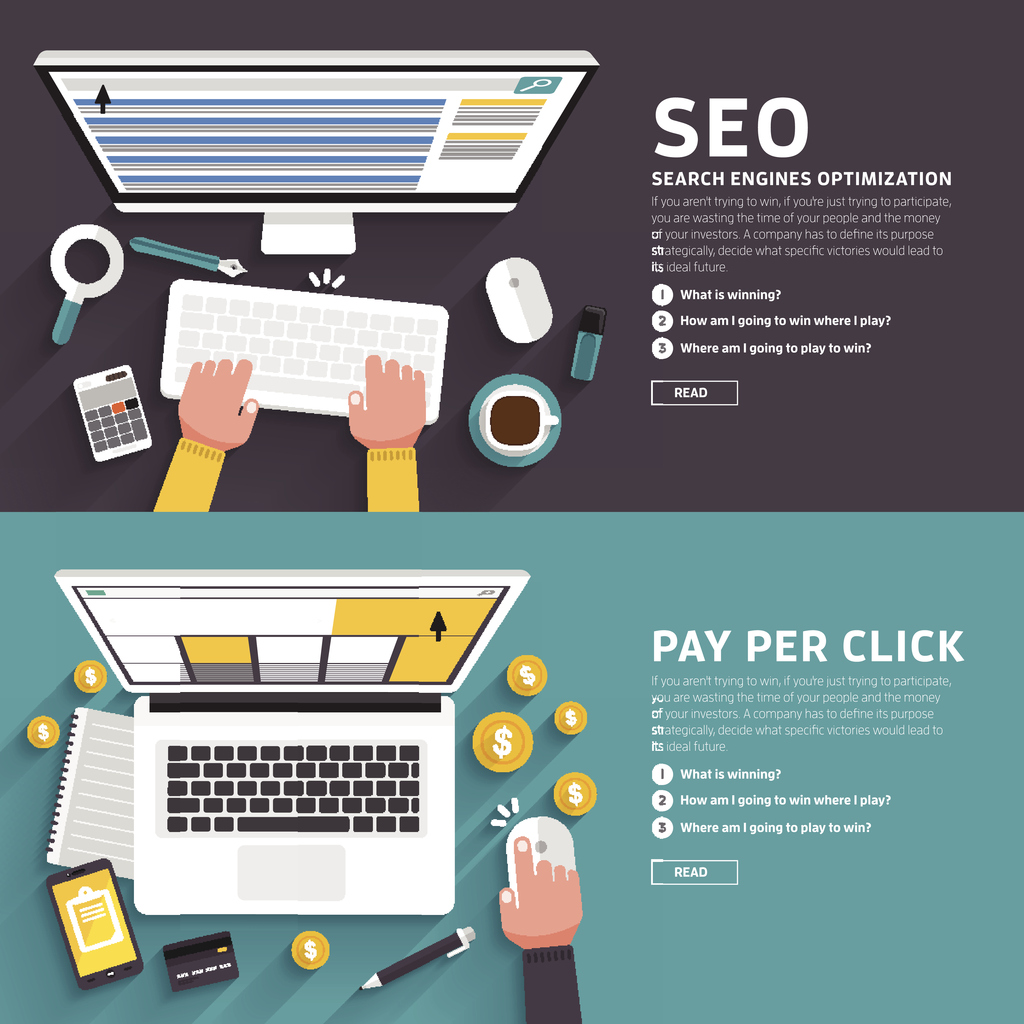 SEO
SEARCH ENGINES OPTIMIZATION
If you aren't trying to win, if you're just trying to participate,
you are wasting the time of your people and the money
of your investors. A company has to define its purpose
strategically, decide what specific victories would lead to
its ideal future.
1 What is winning?
2 How am I going to win where I play?
3 Where am I going to play to win?
READ
PAY PER CLICK
If you aren't trying to win, if you're just trying to participate,
you are wasting the time of your people and the money
of your investors. A company has to define its purpose
strategically, decide what specific victories would lead to
its ideal future.
1 What is winning?
2 How am I going to win where I play?
3 Where am I going to play to win?
READ
$
$
$
$
$
$
$